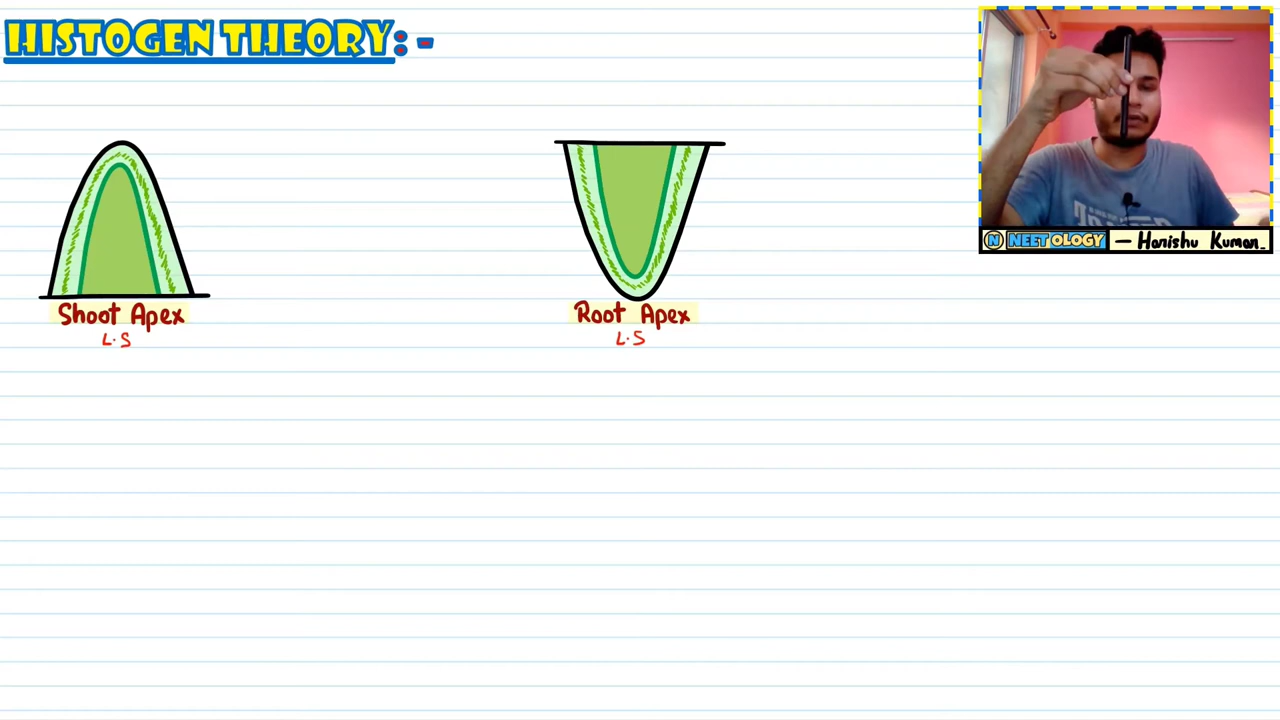 HISTOGEN THEORY:-
Shoot Apex
L.S
Root Apex
L.S
N NEETOLOGY — Hanishu Kumar